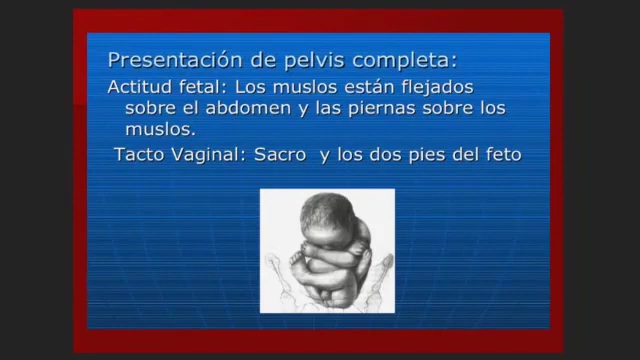 Presentación de pelvis completa:
Actitud fetal: Los muslos están flejados
sobre el abdomen y las piernas sobre los
muslos.
Tacto Vaginal: Sacro y los dos pies del feto